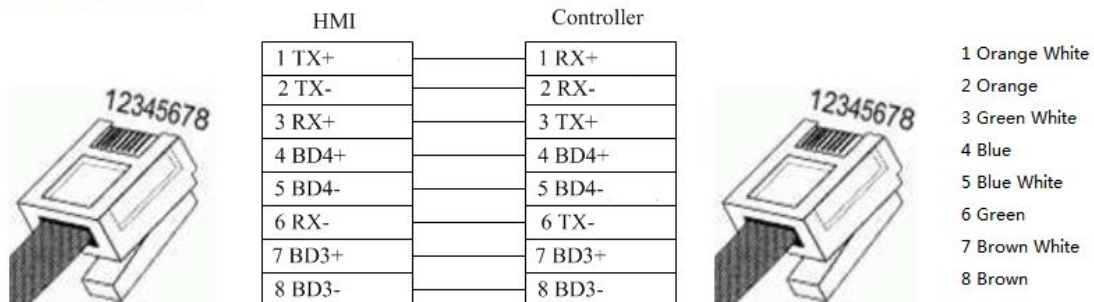 HMI
Controller
1 TX+
1 RX+
1 Orange White
2 TX-
2 RX-
2 Orange
12345678
3 RX+
3 TX+
12345678
3 Green White
4 BD4+
4 BD4+
4 Blue
5 BD4-
5 BD4-
5 Blue White
6 RX-
6 TX-
6 Green
7 BD3+
7 BD3+
7 Brown White
8 BD3-
8 BD3-
8 Brown